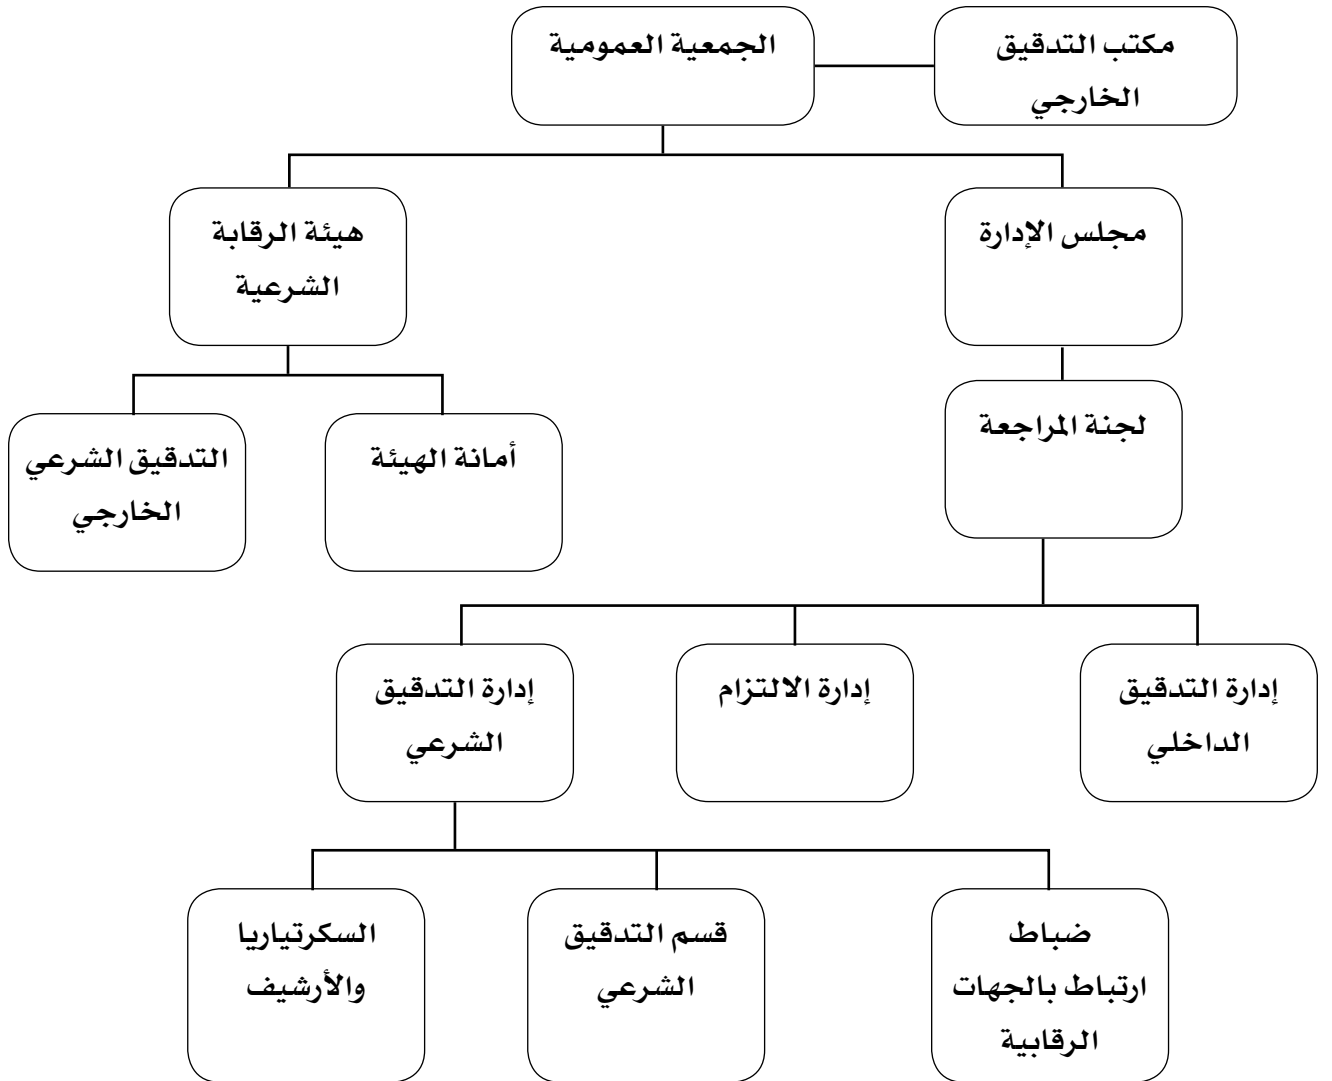 مكتب التدقيق
الخارجي
الجمعية العمومية
مجلس الإدارة
هيئة الرقابة
الشرعية
لجنة المراجعة
أمانة الهيئة
التدقيق الشرعي
الخارجي
إدارة التدقيق
الداخلي
إدارة الالتزام
إدارة التدقيق
الشرعي
ضباط
ارتباط بالجهات
الرقابية
قسم التدقيق
الشرعي
السكرتياريا
والأرشيف